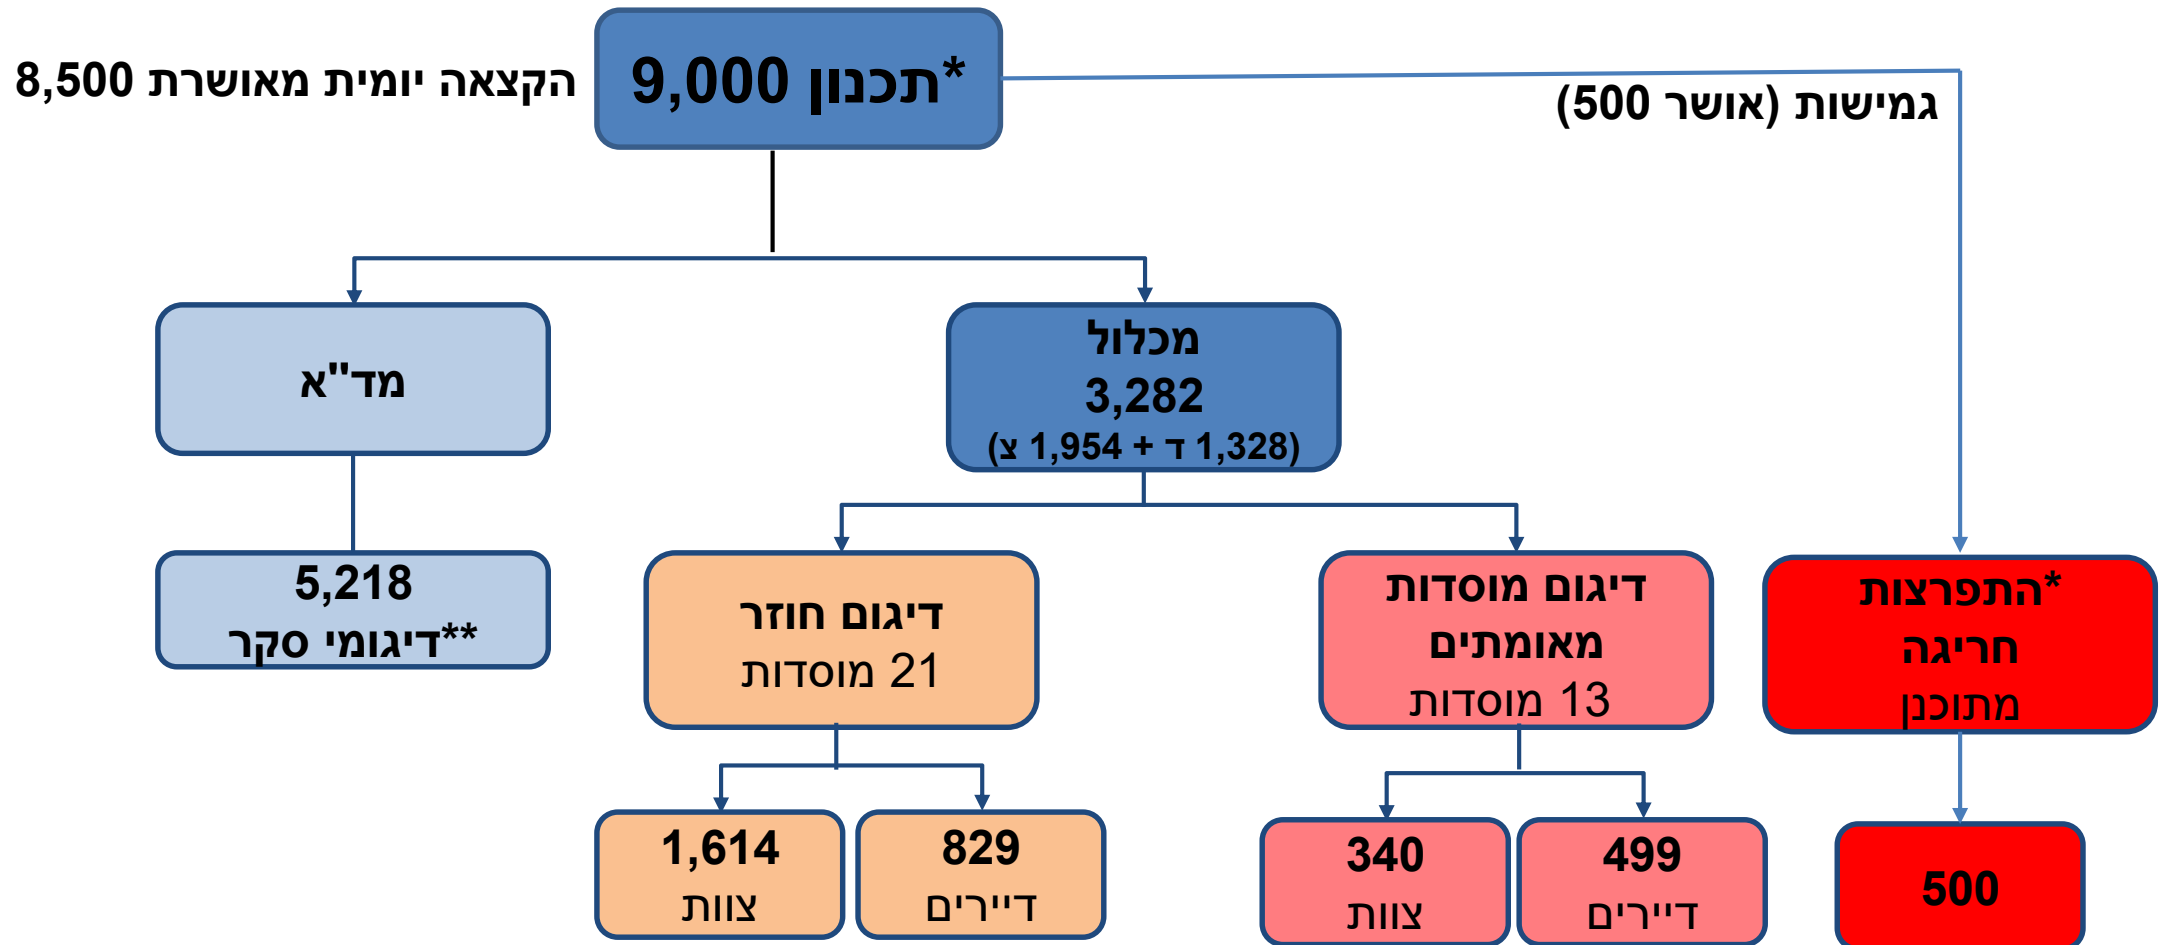 *תכנון 9,000
הקצאה יומית מאושרת 8,500
גמישות (אושר 500)
מכלול
3,282
(1,328 ד + 1,954 צ)
מד"א
*התפרצות
חריגה
מתוכנן
דיגום מוסדות
מאומתים
13 מוסדות
דיגום חוזר
21 מוסדות
5,218
**דיגומי סקר
500
499
דיירים
340
צוות
829
דיירים
1,614
צוות